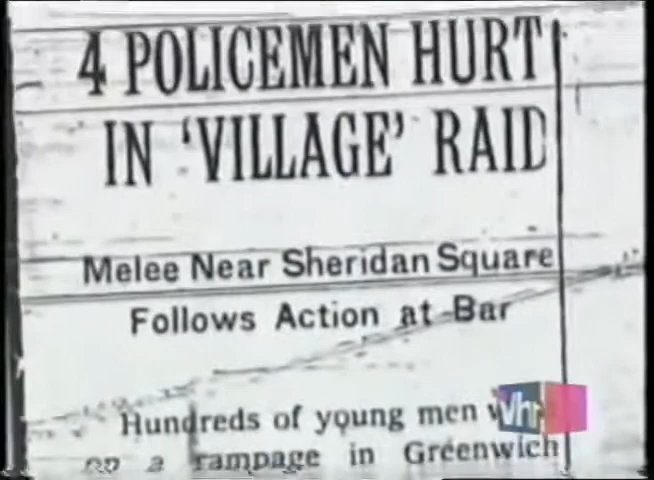 4 POLICEMEN HURT
IN 'VILLAGE' RAID
Melee Near Sheridan Square
Follows Action at Bar
Hundreds of young men
on a rampage in Greenwich
vh1